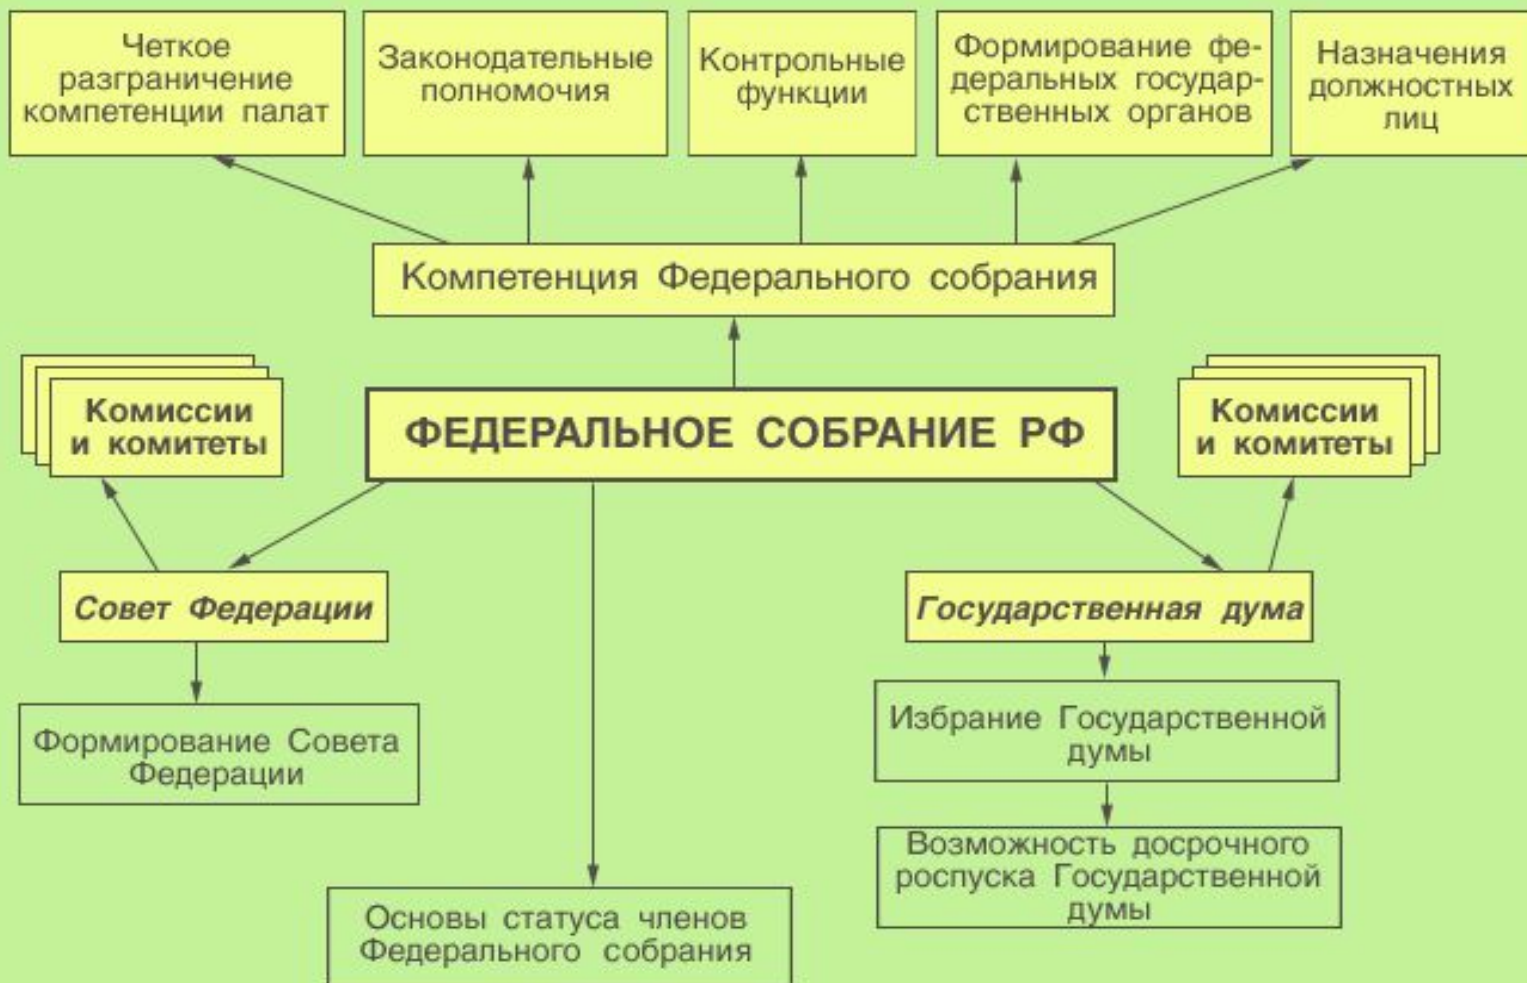 Четкое
разграничение
компетенции палат
Законодательные
полномочия
Контрольные
функции
Формирование фе-
деральных государ-
ственных органов
Назначения
должностных
лиц
Компетенция Федерального собрания
Комиссии
и комитеты
ФЕДЕРАЛЬНОЕ СОБРАНИЕ РФ
Комиссии
и комитеты
Совет Федерации
Государственная дума
Формирование Совета
Федерации
Избрание Государственной
думы
Возможность досрочного
роспуска Государственной
думы
Основы статуса членов
Федерального собрания